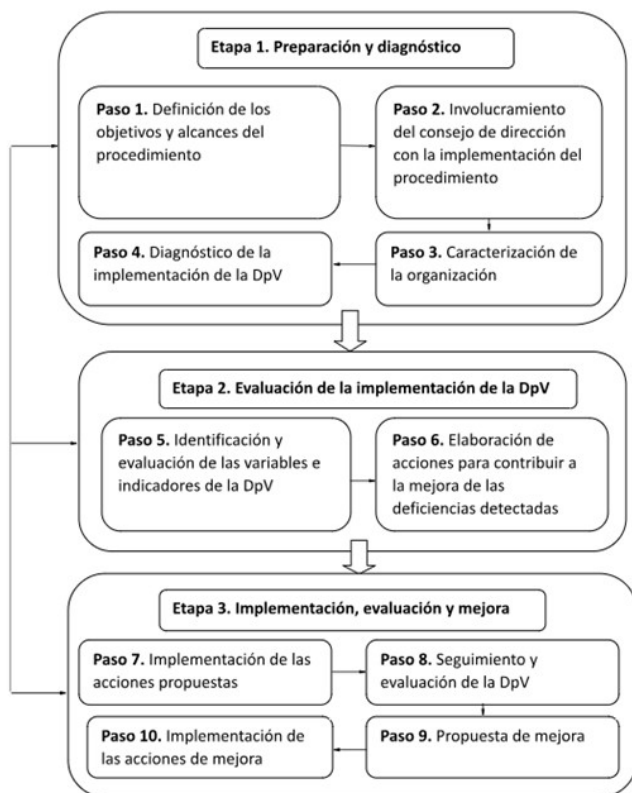 Etapa 1. Preparación y diagnóstico
Paso 1. Definición de los
objetivos y alcances del
procedimiento
Paso 2. Involucramiento
del consejo de dirección
con la implementación del
procedimiento
Paso 3. Caracterización de
la organización
Paso 4. Diagnóstico de la
implementación de la DpV
Etapa 2. Evaluación de la implementación de la DpV
Paso 5. Identificación y
evaluación de las variables e
indicadores de la DpV
Paso 6. Elaboración de
acciones para contribuir a
la mejora de las
deficiencias detectadas
Etapa 3. Implementación, evaluación y mejora
Paso 7. Implementación de las
acciones propuestas
Paso 8. Seguimiento y
evaluación de la DpV
Paso 9. Propuesta de mejora
Paso 10. Implementación de
las acciones de mejora